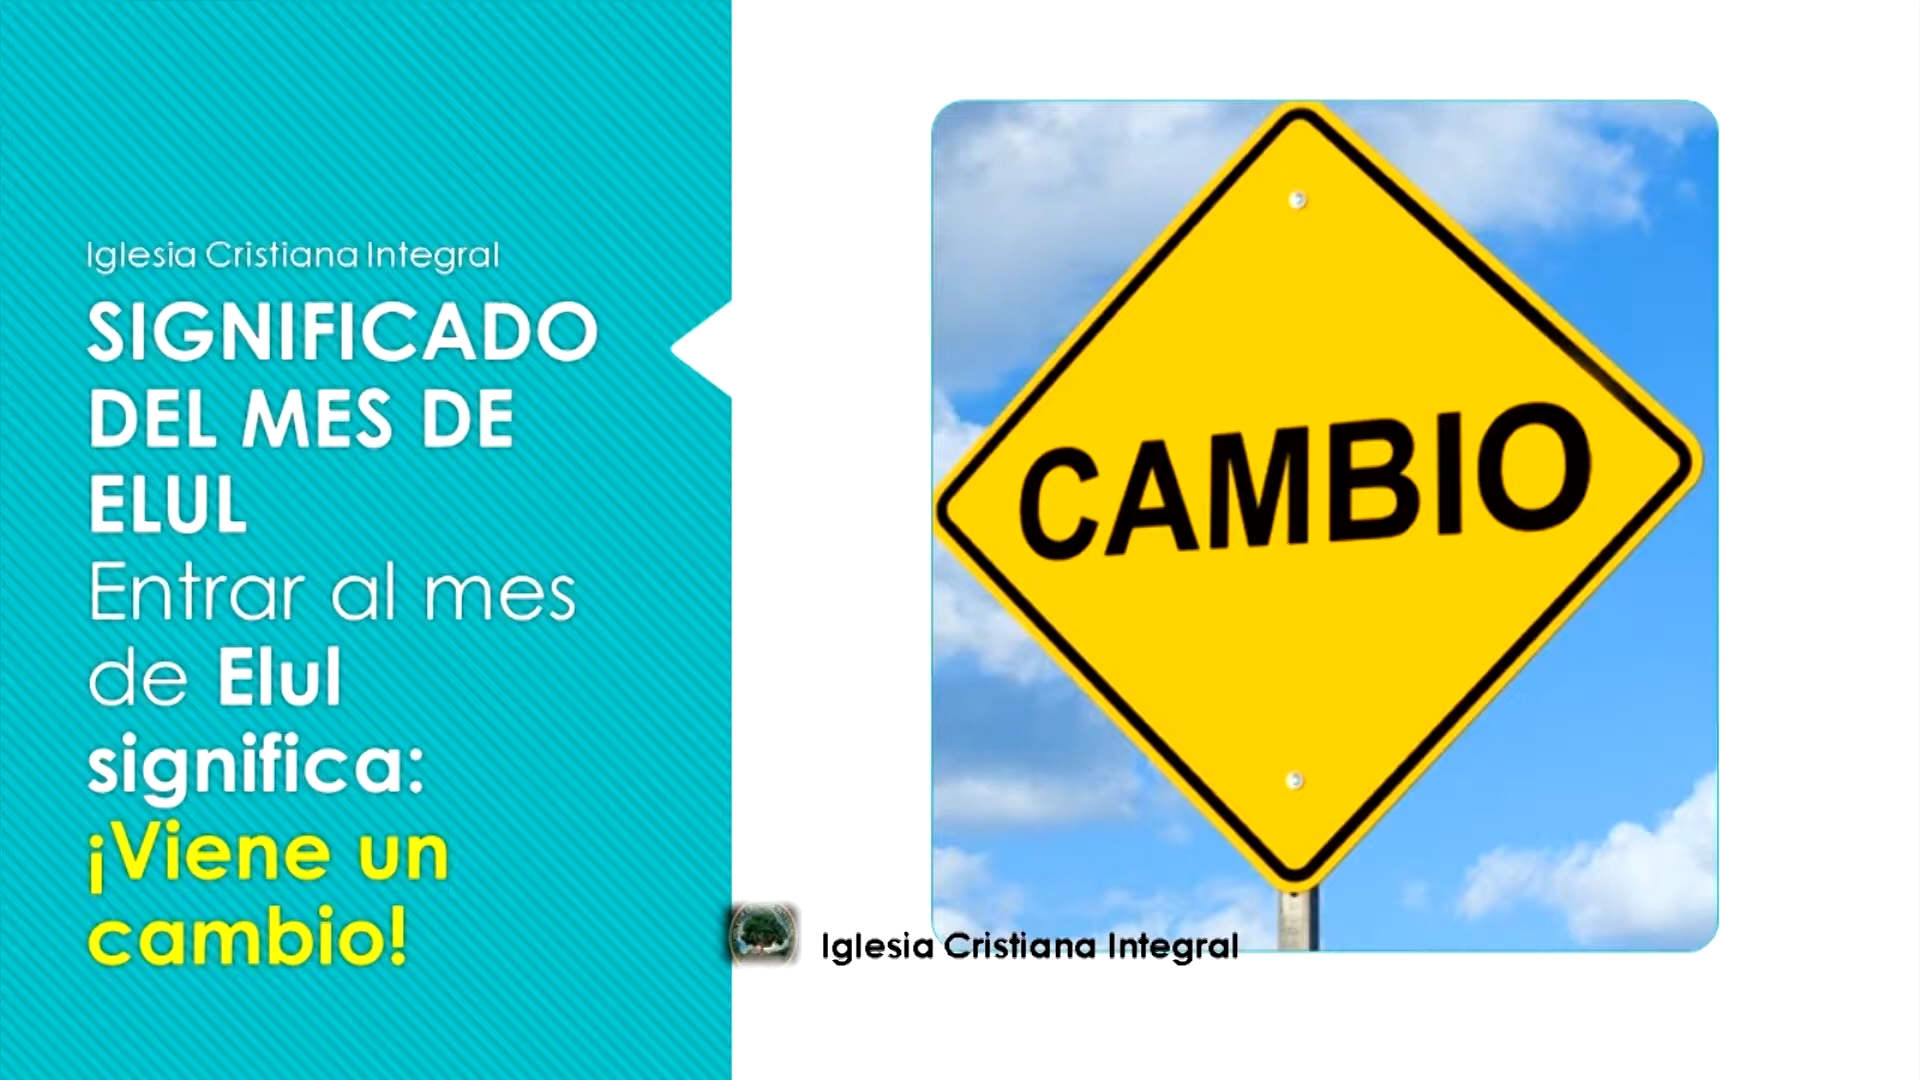 Iglesia Cristiana Integral
SIGNIFICADO
DEL MES DE
ELUL
Entrar al mes
de Elul
significa:
¡Viene un
cambio!
CAMBIO
Iglesia Cristiana Integral